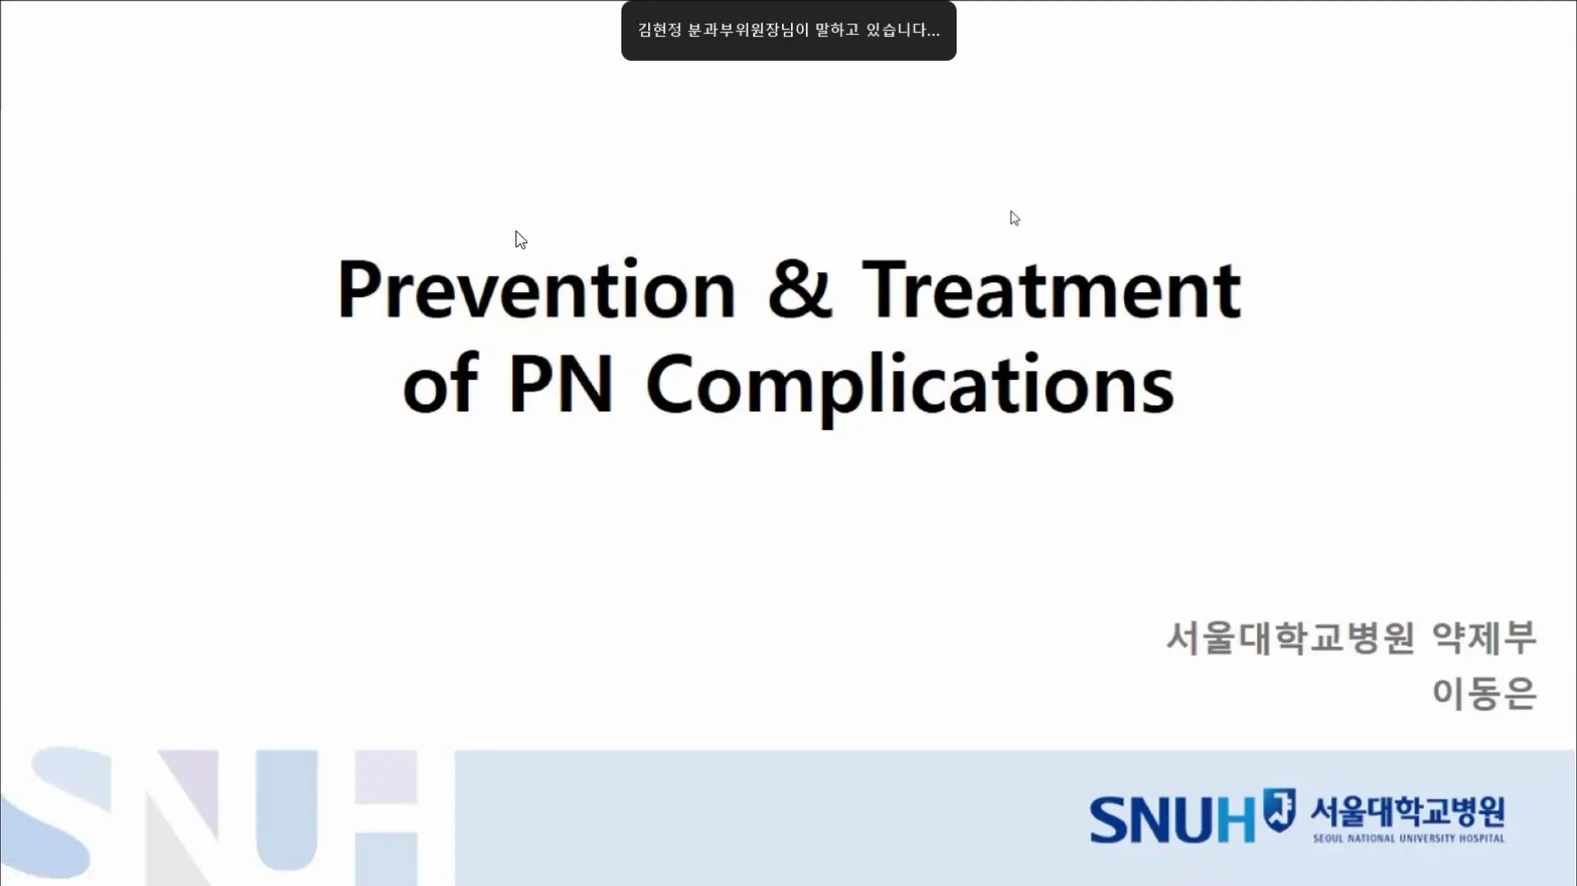 김현정 분과부위원장님이 말하고 있습니다...
Prevention & Treatment
of PN Complications
서울대학교병원 약제부
이동은
SNUH
SNUH 서울대학교병원
SEOUL NATIONAL UNIVERSITY HOSPITAL